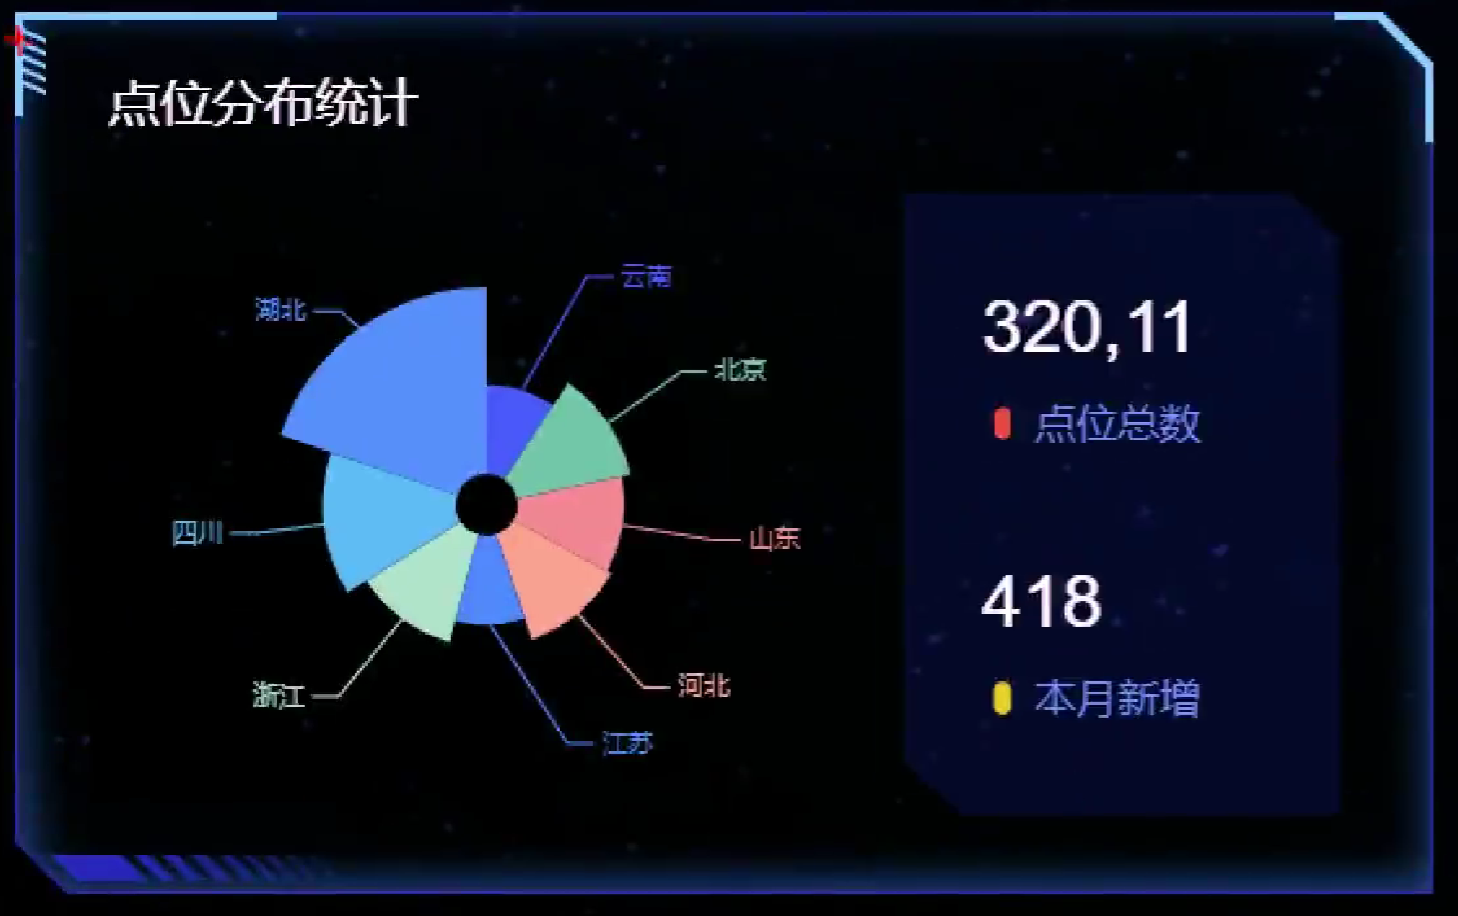 点位分布统计
云南
湖北
北京
四川
山东
浙江
河北
江苏
320,11
点位总数
418
本月新增